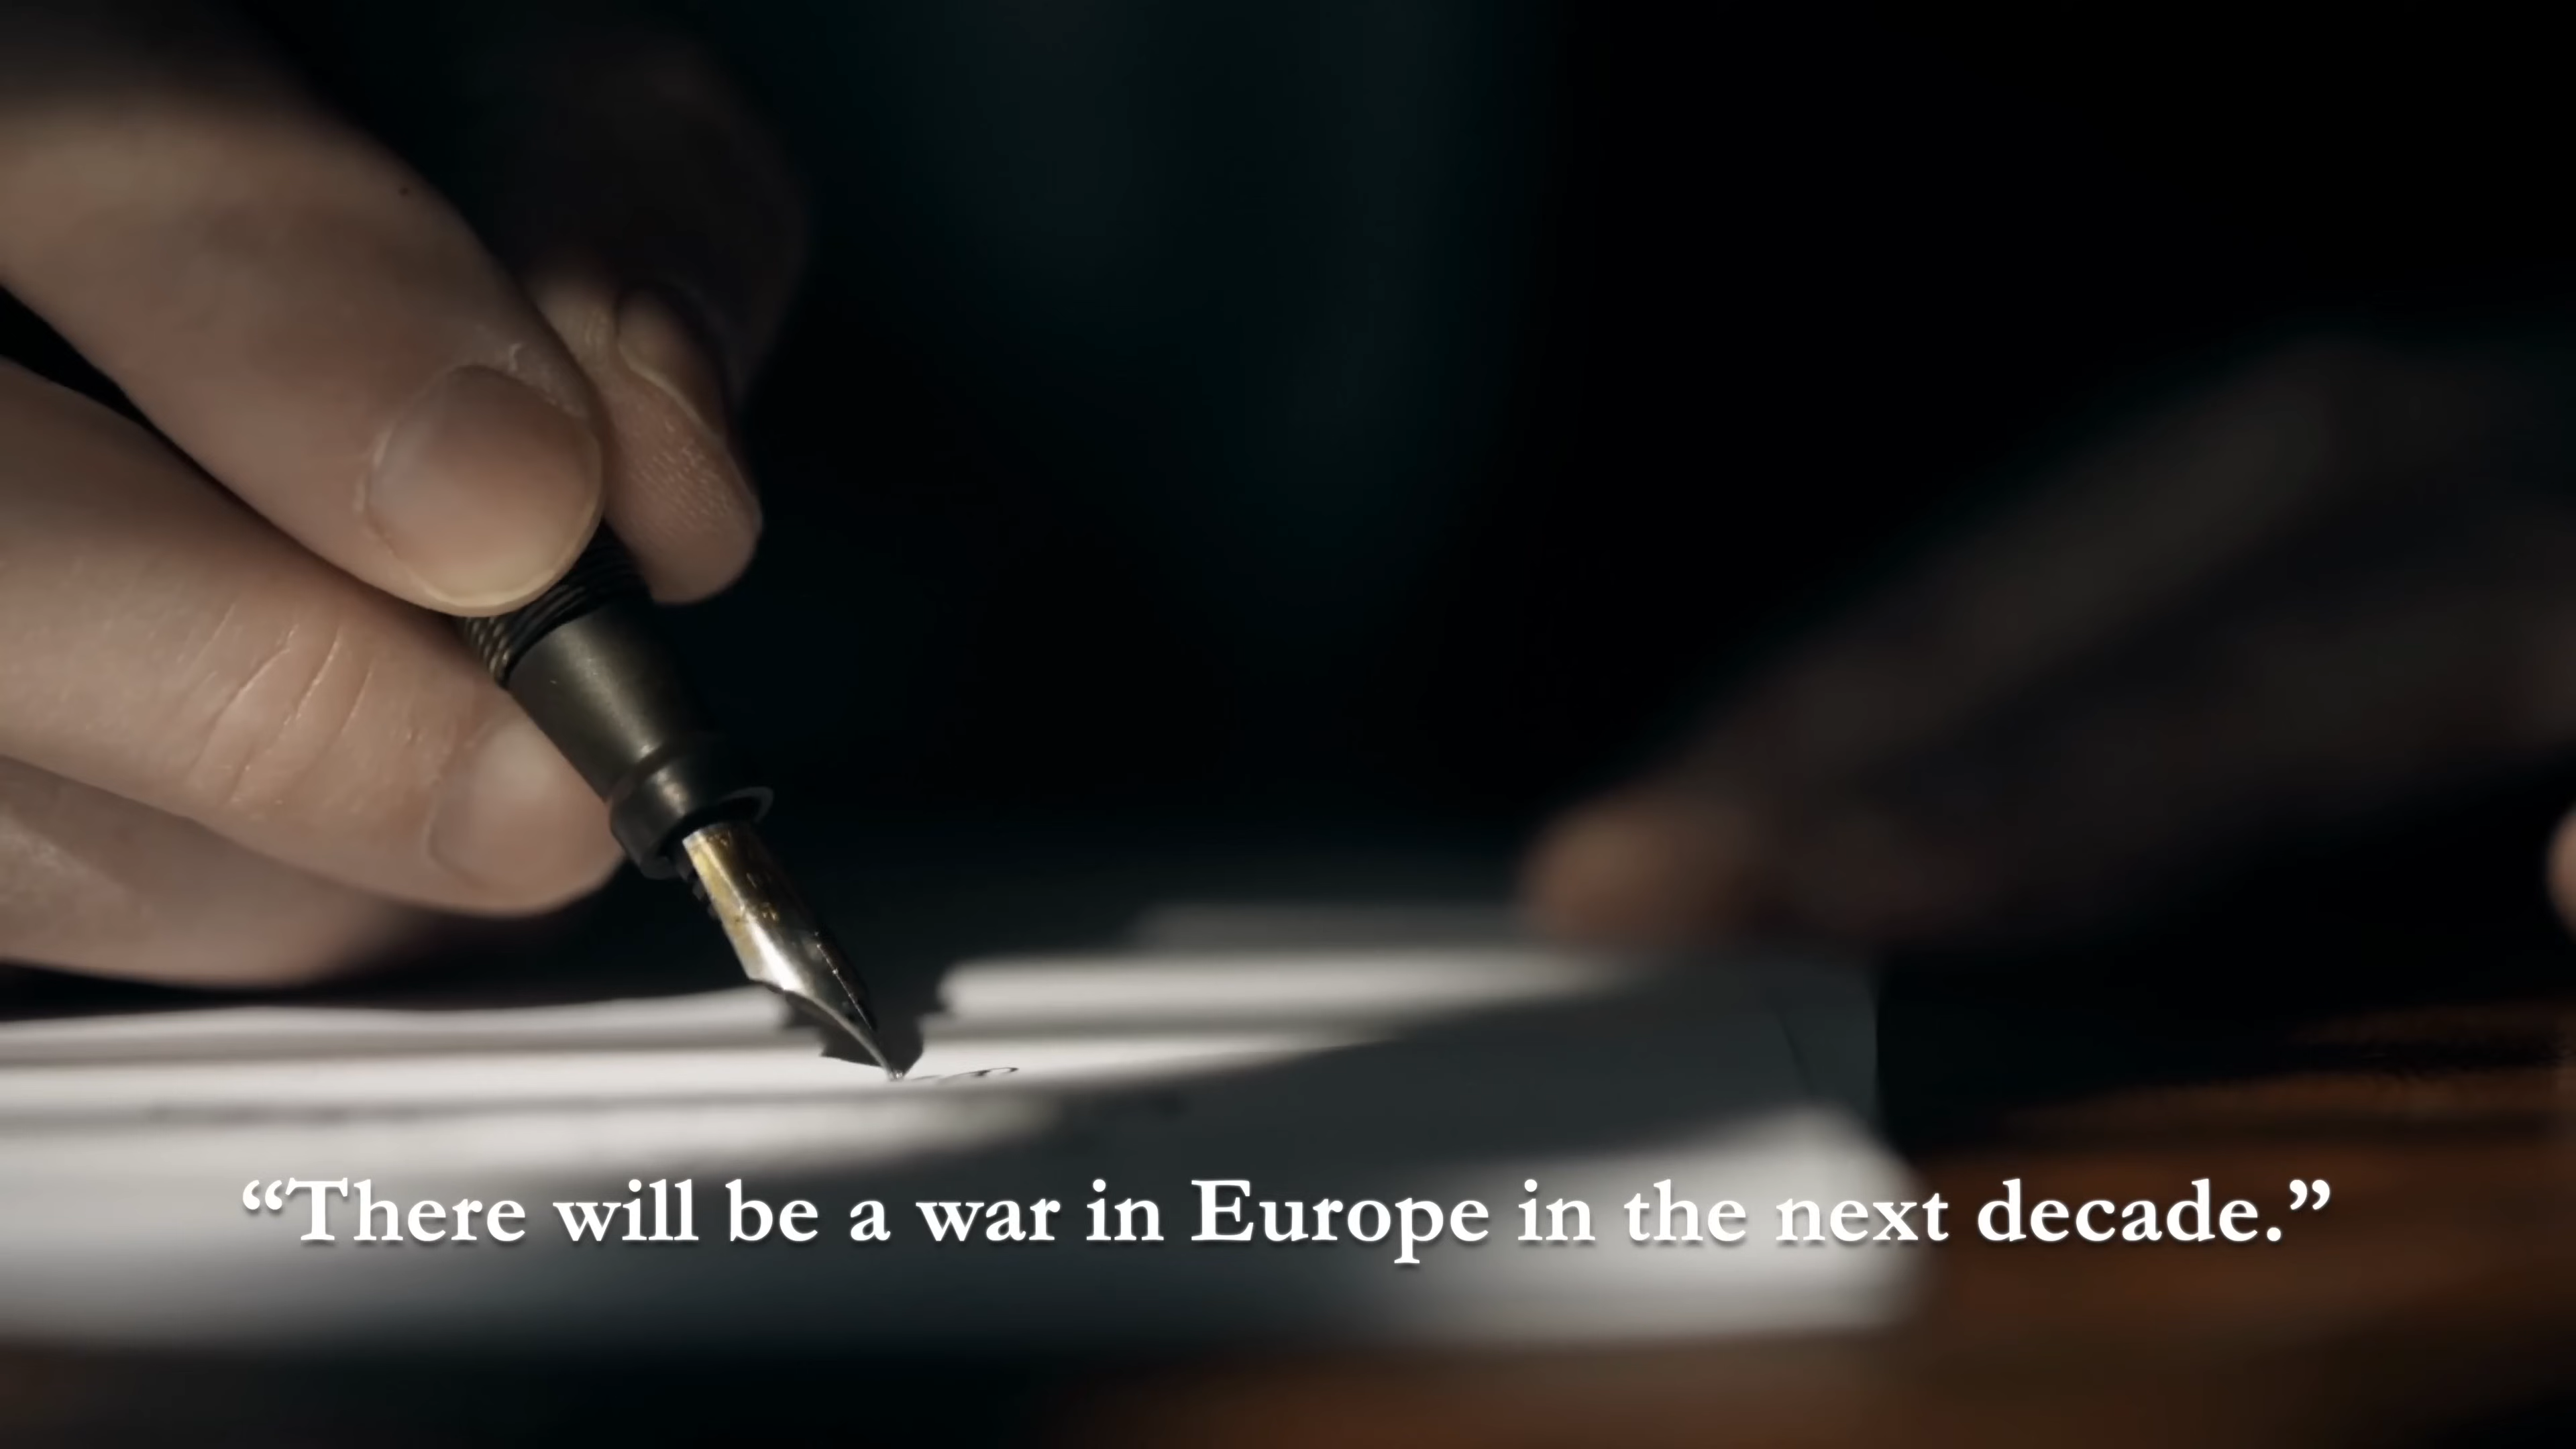 “There will be a war in Europe in the next decade.”